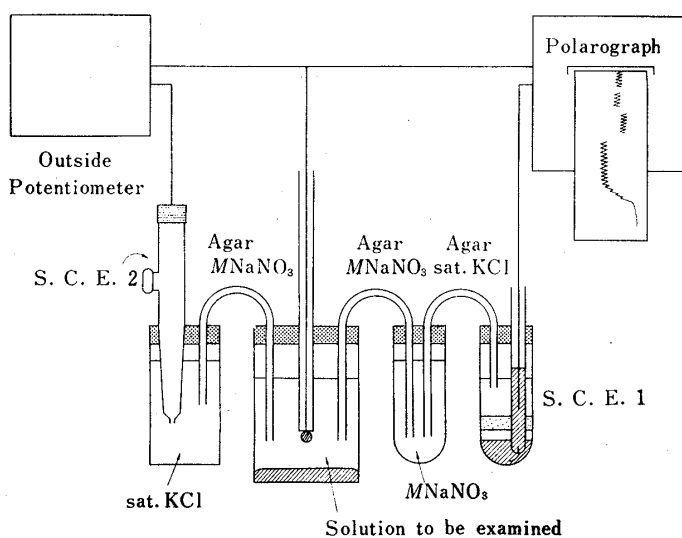 Polarograph
Outside
Potentiometer
Agar
MNaNO₃
Agar
MNaNO₃
Agar
sat. KCl
S. C. E. 2
S. C. E. 1
sat. KCl
MNaNO₃
Solution to be examined